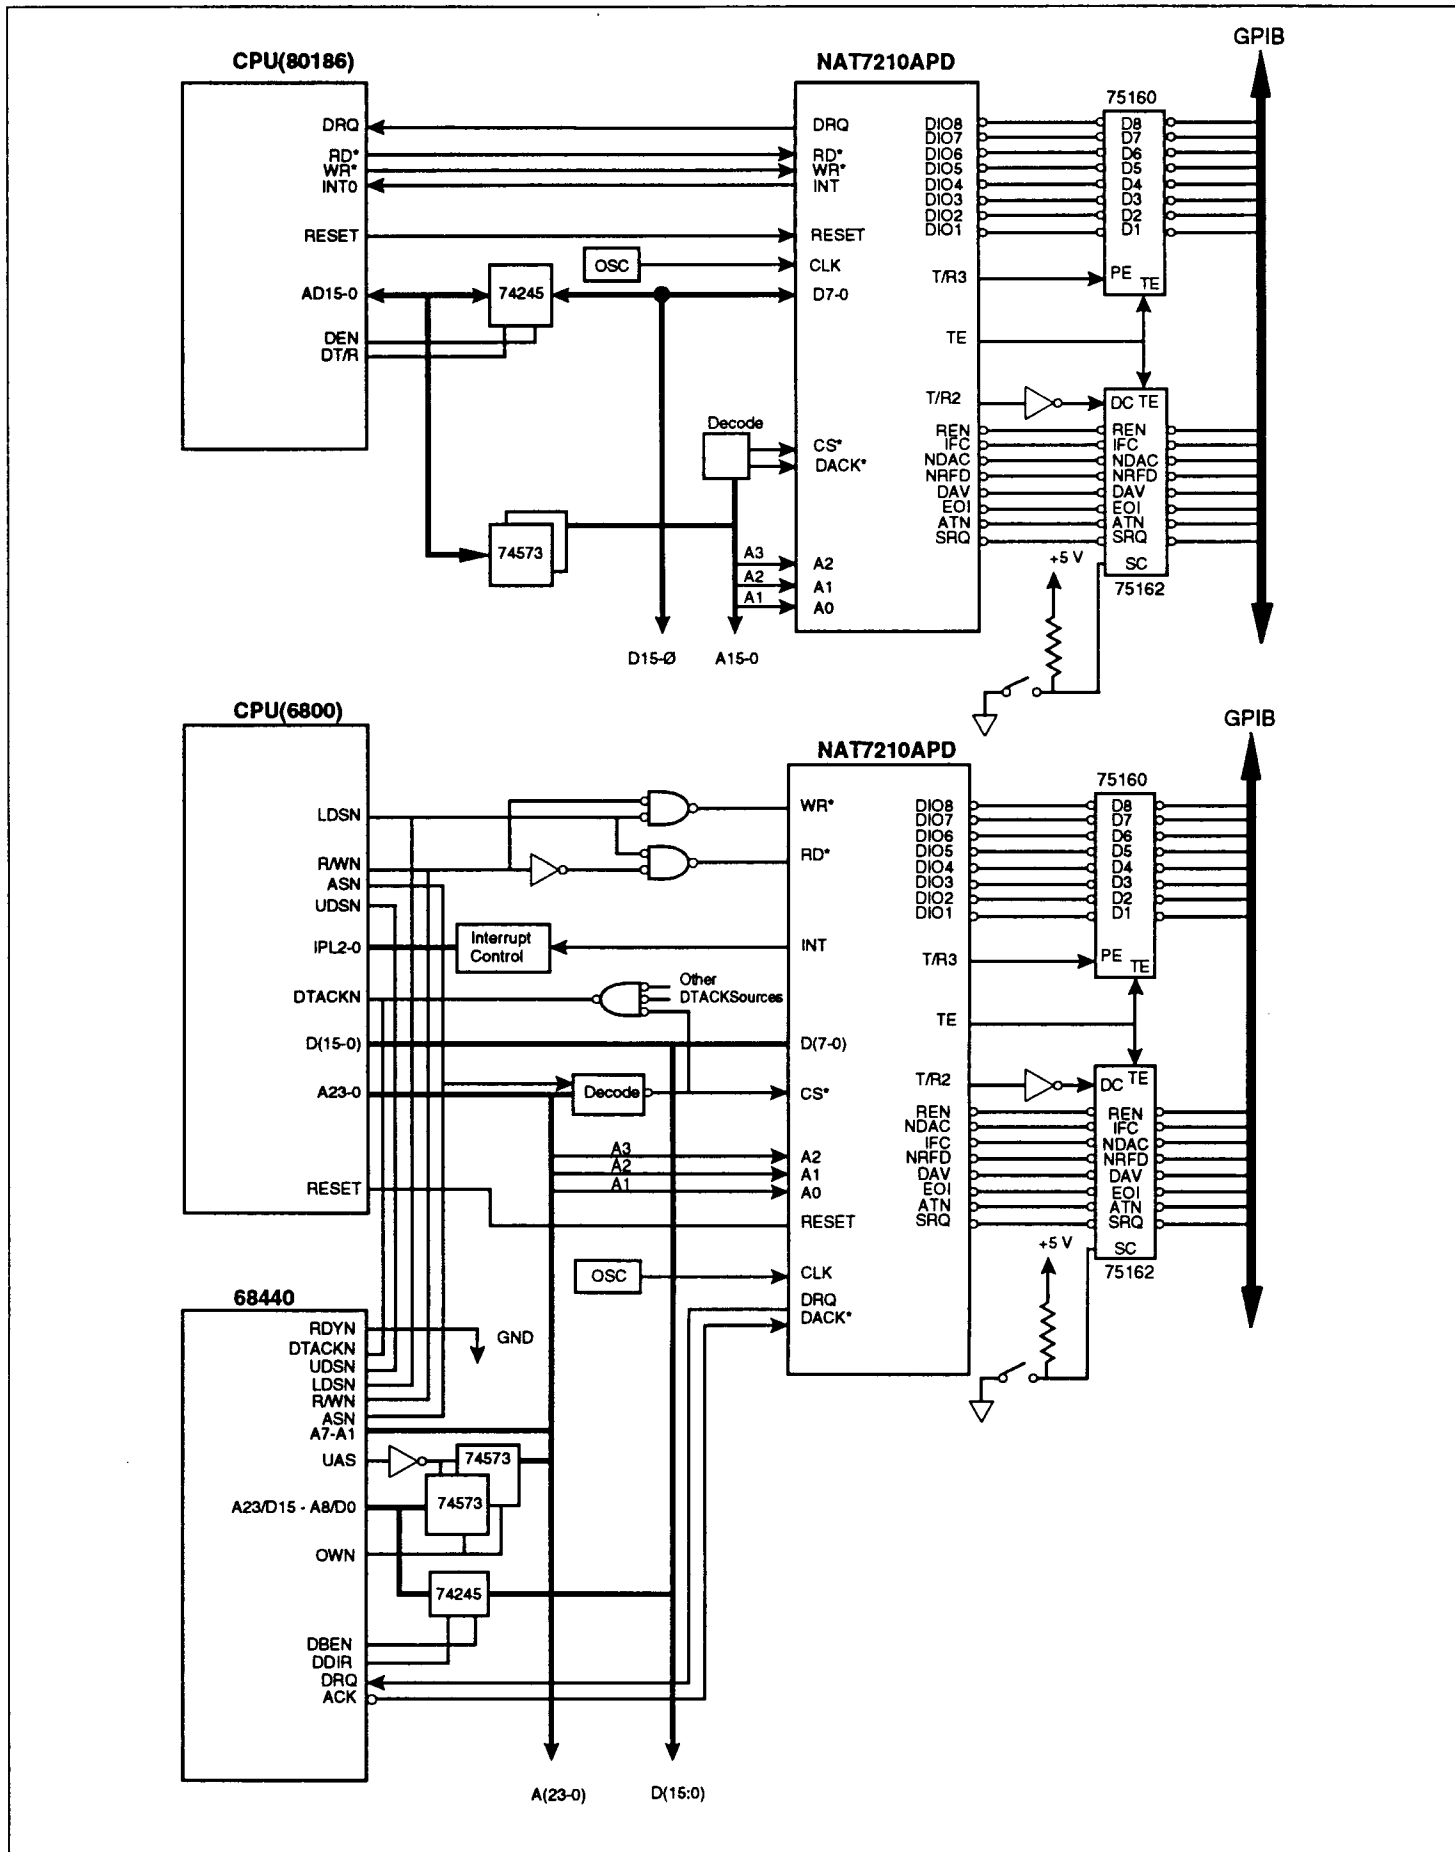 GPIB
CPU(80186)
NAT7210APD
75160
DRQ
RD*
WR*
INT0
RESET
AD15-0
DEN
DT/R
OSC
74245
Decode
74573
DRQ
RD*
WR*
INT
RESET
CLK
D7-0
CS*
DACK*
A3
A2
A1
A2
A1
A0
DIO8
DIO7
DIO6
DIO5
DIO4
DIO3
DIO2
DIO1
T/R3
TE
T/R2
REN
IFC
NDAC
NRFD
DAV
EOI
ATN
SRQ
D8
D7
D6
D5
D4
D3
D2
D1
PE
TE
DC TE
REN
IFC
NDAC
NRFD
DAV
EOI
ATN
SRQ
SC
75162
+5 V
D15-Ø
A15-0
CPU(6800)
GPIB
NAT7210APD
75160
LDSN
R/WN
ASN
UDSN
IPL2-0
DTACKN
D(15-0)
A23-0
RESET
Interrupt
Control
Other
DTACKSources
Decode
A3
A2
A1
OSC
WR*
RD*
INT
D(7-0)
CS*
A2
A1
A0
RESET
CLK
DRQ
DACK*
DIO8
DIO7
DIO6
DIO5
DIO4
DIO3
DIO2
DIO1
T/R3
TE
T/R2
REN
NDAC
IFC
NRFD
DAV
EOI
ATN
SRQ
D8
D7
D6
D5
D4
D3
D2
D1
PE
TE
DC TE
REN
IFC
NDAC
NRFD
DAV
EOI
ATN
SRQ
SC
75162
+5 V
68440
RDYN
DTACKN
UDSN
LDSN
R/WN
ASN
A7-A1
UAS
A23/D15 - A8/D0
OWN
DBEN
DDIR
DRQ
ACK
GND
74573
74573
74245
A(23-0)
D(15:0)